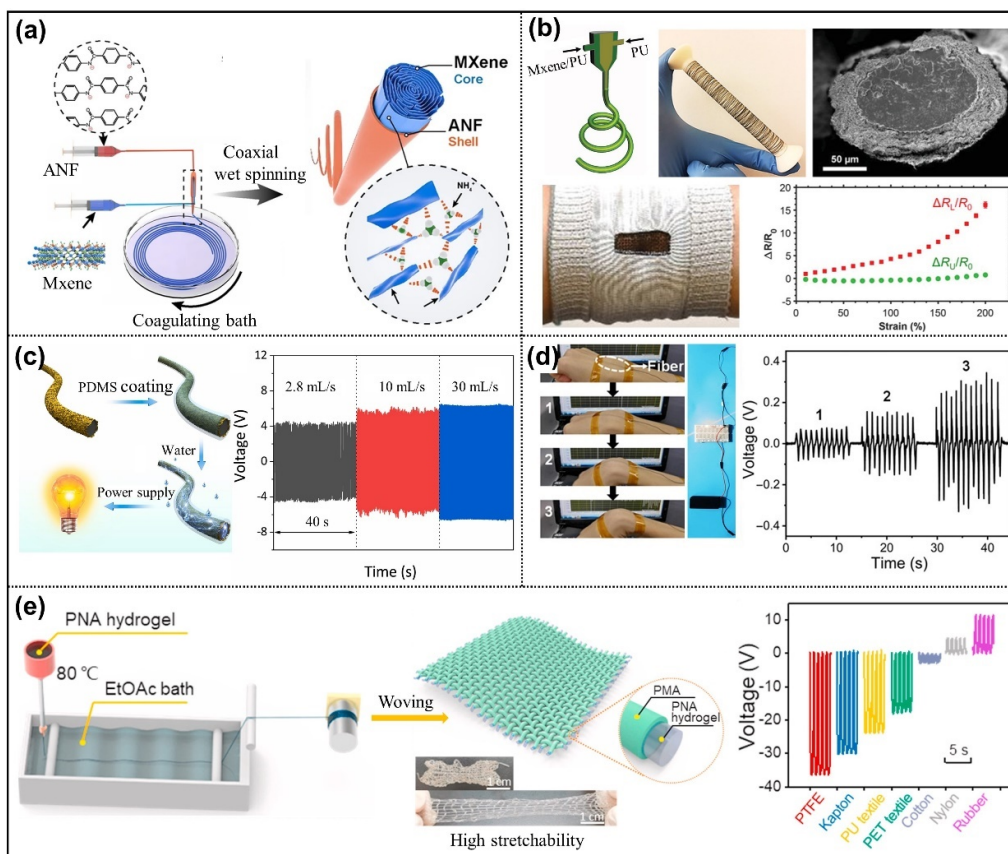 (a)
ANF
Mxene
Coagulating bath
Coaxial
wet spinning
MXene
Core
ANF
Shell
NH₄⁺
(b)
Mxene/PU
PU
50 µm
ΔR/R₀
20
15
10
5
0
-5
ΔR_L/R₀
ΔR_U/R₀
0
50
100
150
200
Strain (%)
(c)
PDMS coating
Water
Power supply
Voltage (V)
12
8
4
0
-4
-8
2.8 mL/s
10 mL/s
30 mL/s
40 s
Time (s)
(d)
Fiber
1
2
3
Voltage (V)
0.4
0.2
0.0
-0.2
-0.4
1
2
3
0
10
20
30
40
Time (s)
(e)
PNA hydrogel
80 ℃
EtOAc bath
Woving
PMA
PNA
hydrogel
1 cm
1 cm
High stretchability
Voltage (V)
10
0
-10
-20
-30
-40
5 s
PTFE
Kapton
PU textile
PET textile
Cotton
Nylon
Rubber